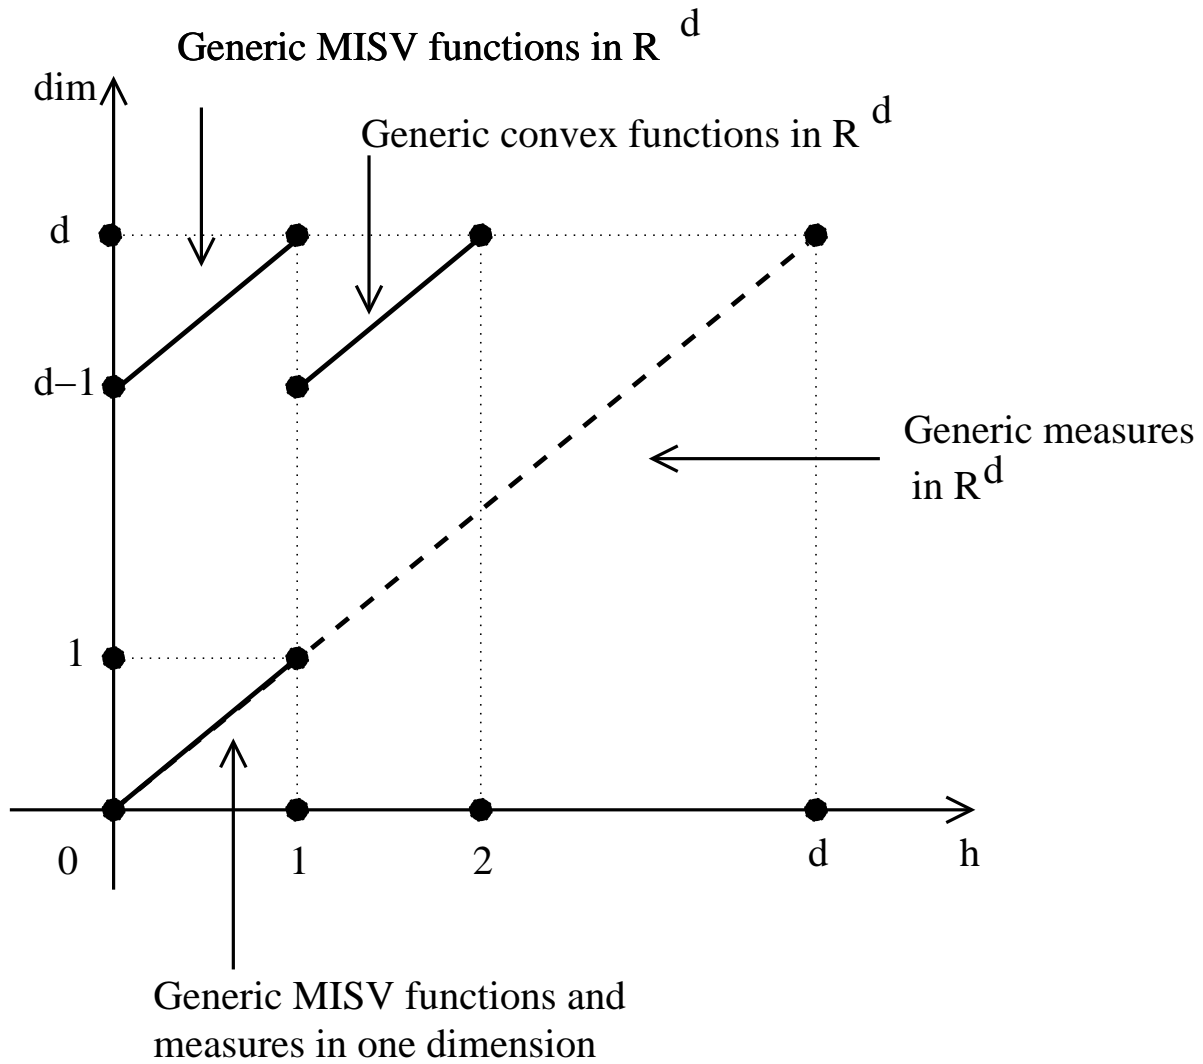 Generic MISV functions in R d
dim
Generic convex functions in R d
d
d−1
Generic measures
in R d
1
0
1
2
d
h
Generic MISV functions and
measures in one dimension